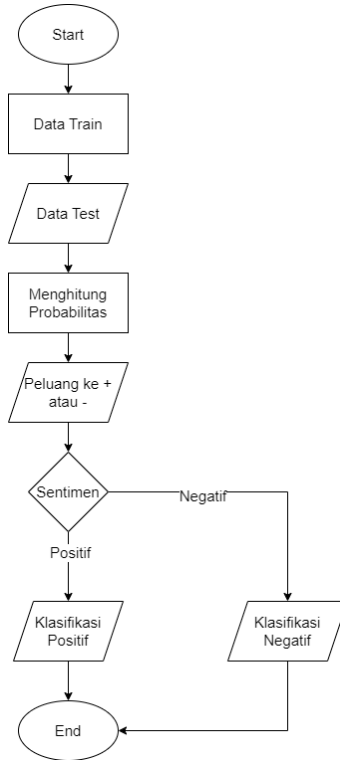 Start
Data Train
Data Test
Menghitung
Probabilitas
Peluang ke +
atau -
Sentimen
Negatif
Positif
Klasifikasi
Positif
Klasifikasi
Negatif
End